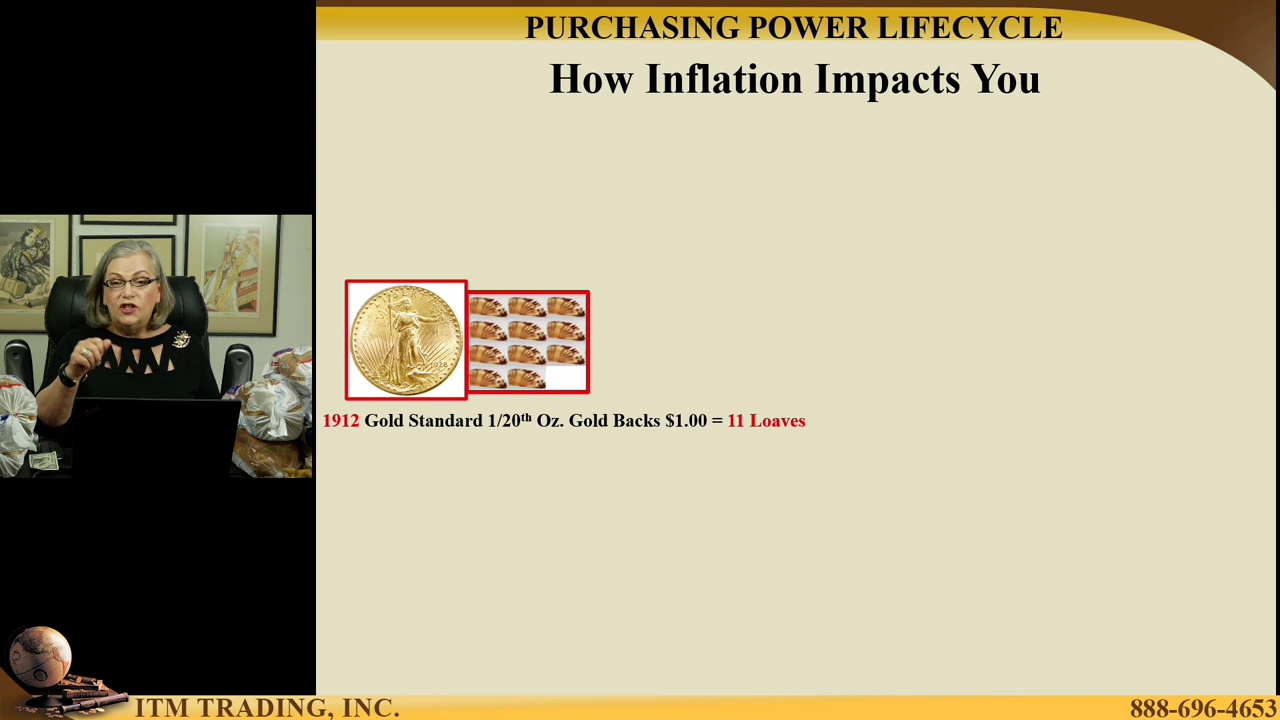 PURCHASING POWER LIFECYCLE
How Inflation Impacts You
1912 Gold Standard 1/20th Oz. Gold Backs $1.00 = 11 Loaves
ITM TRADING, INC.
888-696-4653